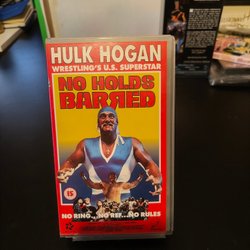 HULK HOGAN
WRESTLING'S U.S. SUPERSTAR
NO HOLDS
BARRED
15
NO RING...NO REF...NO RULES